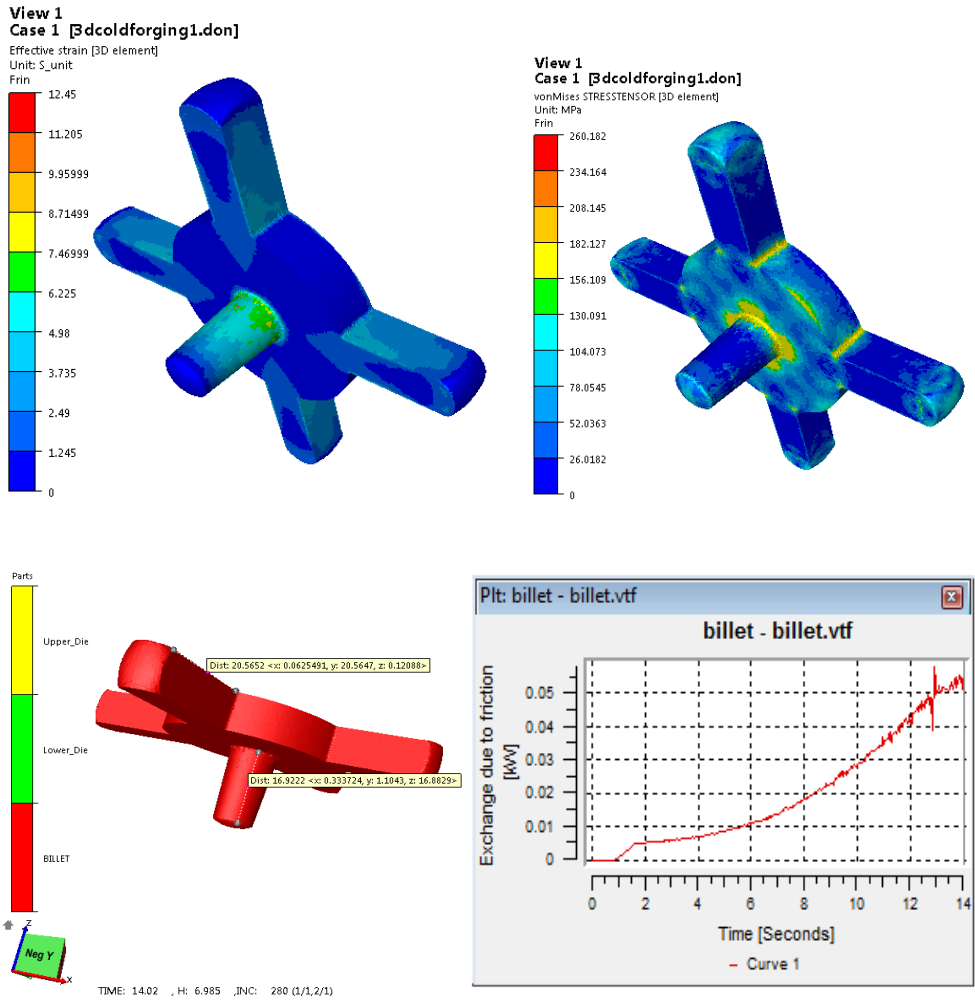 View 1
Case 1 [3dcoldforging1.don]
Effective strain [3D element]
Unit: S_unit
Frin
12.45
11.205
9.95999
8.71499
7.46999
6.225
4.98
3.735
2.49
1.245
0
View 1
Case 1 [3dcoldforging1.don]
vonMises STRESSTENSOR [3D element]
Unit: MPa
Frin
260.182
234.164
208.145
182.127
156.109
130.091
104.073
78.0545
52.0363
26.0182
0
Parts
Upper_Die
Lower_Die
BILLET
Dist: 20.5652 <x: 0.0625491, y: 20.5647, z: 0.12088>
Dist: 16.9222 <x: 0.333724, y: 1.1043, z: 16.8829>
Z
Neg Y
X
TIME: 14.02 , H: 6.985 ,INC: 280 (1/1,2/1)
Plt: billet - billet.vtf
billet - billet.vtf
Exchange due to friction
[kW]
0.05
0.04
0.03
0.02
0.01
0
0 2 4 6 8 10 12 14
Time [Seconds]
Curve 1